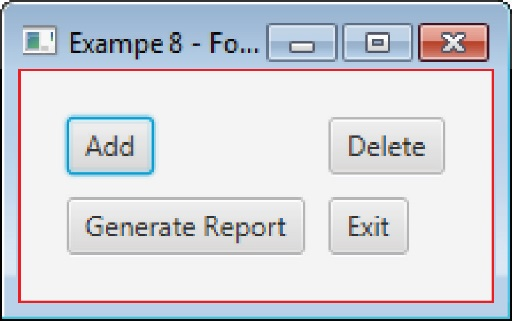 Exampe 8 - Fo...
Add Delete
Generate Report Exit